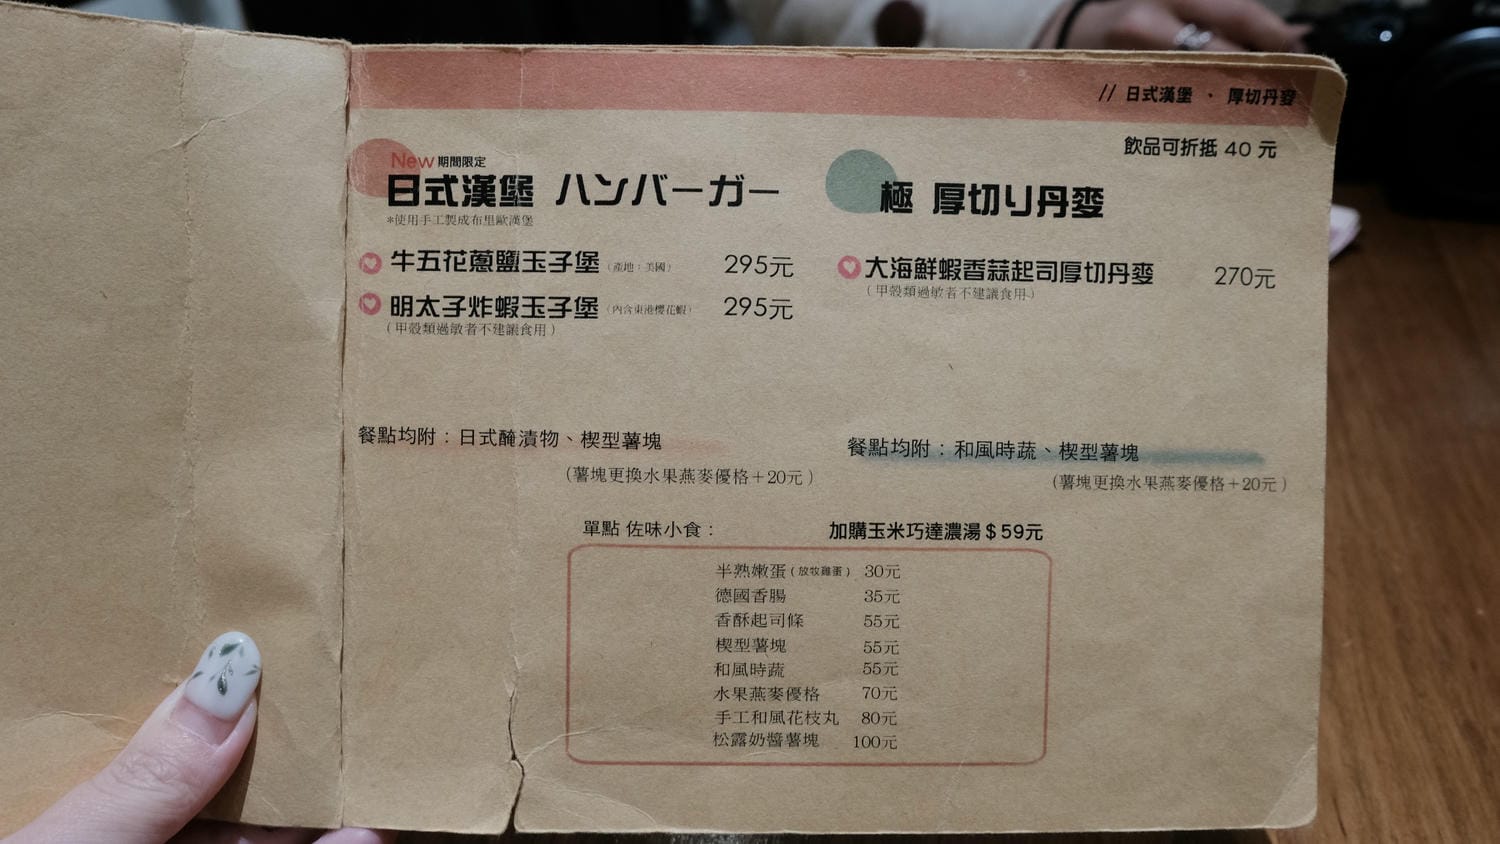 // 日式漢堡 · 厚切丹麥
飲品可折抵 40 元
New 期間限定
日式漢堡 ハンバーガー
*使用手工製成布里歐漢堡
牛五花蔥鹽玉子堡 (產地：美國) 295元
明太子炸蝦玉子堡 (內含東港櫻花蝦) 295元
(甲殼類過敏者不建議食用)
餐點均附：日式醃漬物、楔型薯塊
(薯塊更換水果燕麥優格+20元)
極 厚切り丹麥
大海鮮蝦香蒜起司厚切丹麥 270元
(甲殼類過敏者不建議食用)
餐點均附：和風時蔬、楔型薯塊
(薯塊更換水果燕麥優格+20元)
單點 佐味小食： 加購玉米巧達濃湯＄59元
半熟嫩蛋(放牧雞蛋) 30元
德國香腸 35元
香酥起司條 55元
楔型薯塊 55元
和風時蔬 55元
水果燕麥優格 70元
手工和風花枝丸 80元
松露奶醬薯塊 100元